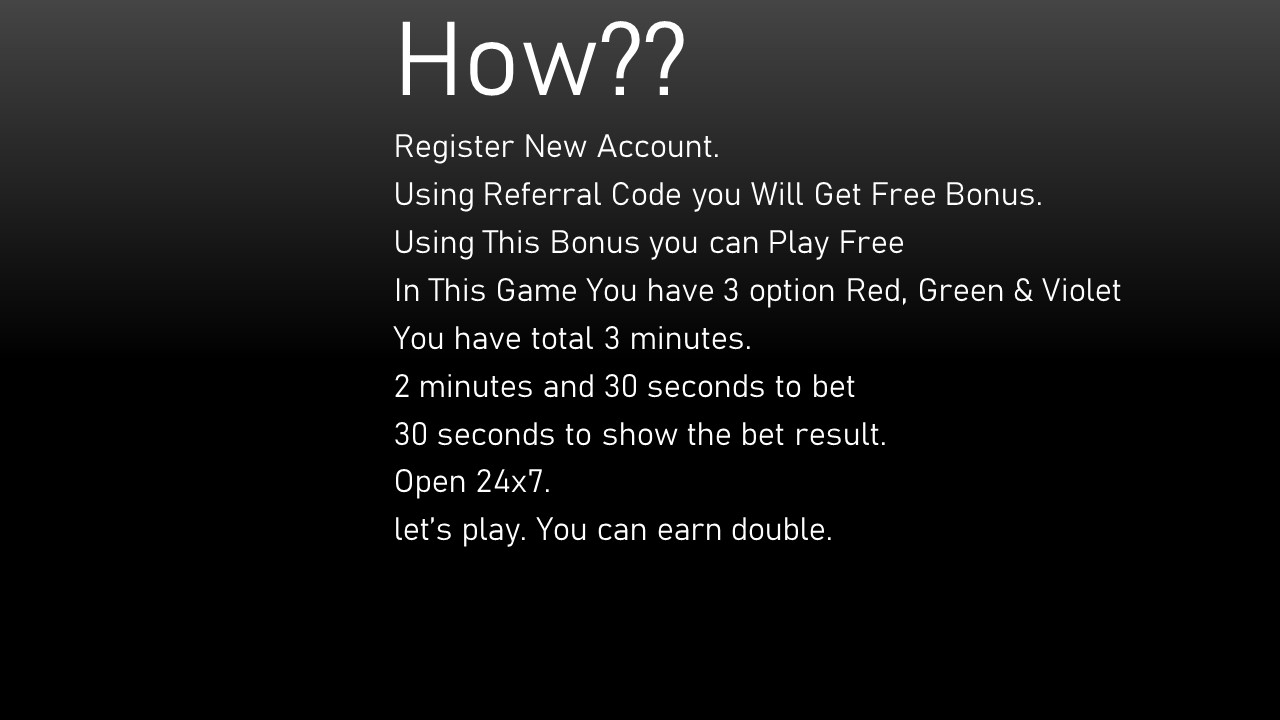 How??
Register New Account.
Using Referral Code you Will Get Free Bonus.
Using This Bonus you can Play Free
In This Game You have 3 option Red, Green & Violet
You have total 3 minutes.
2 minutes and 30 seconds to bet
30 seconds to show the bet result.
Open 24x7.
let’s play. You can earn double.